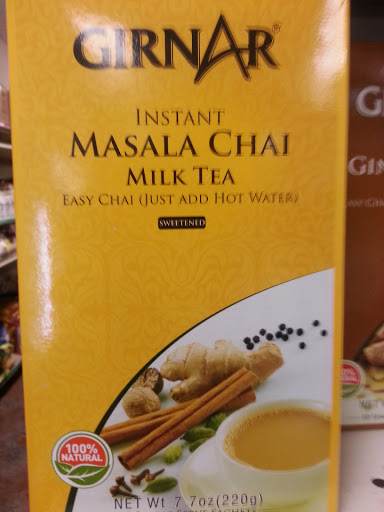 GIRNAR®
INSTANT
MASALA CHAI
MILK TEA
EASY CHAI (JUST ADD HOT WATER)
SWEETENED
100%
NATURAL
NET Wt 7.7oz(220g)
G
GIN